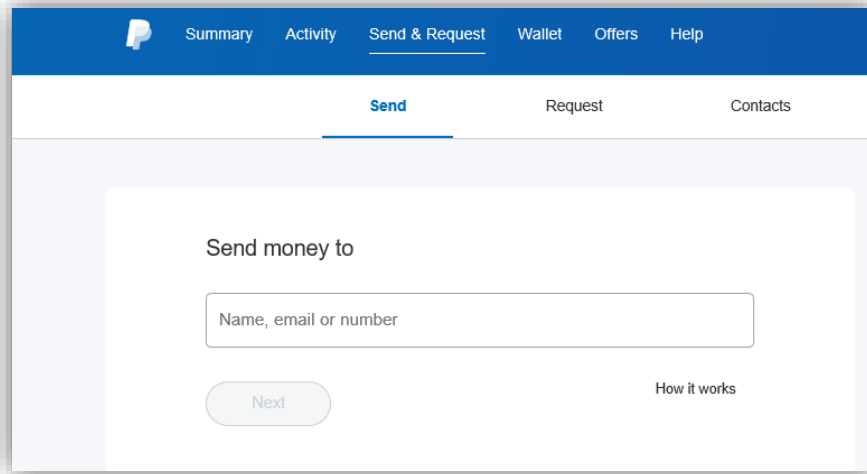 Summary Activity Send & Request Wallet Offers Help
Send Request Contacts
Send money to
Name, email or number
Next
How it works